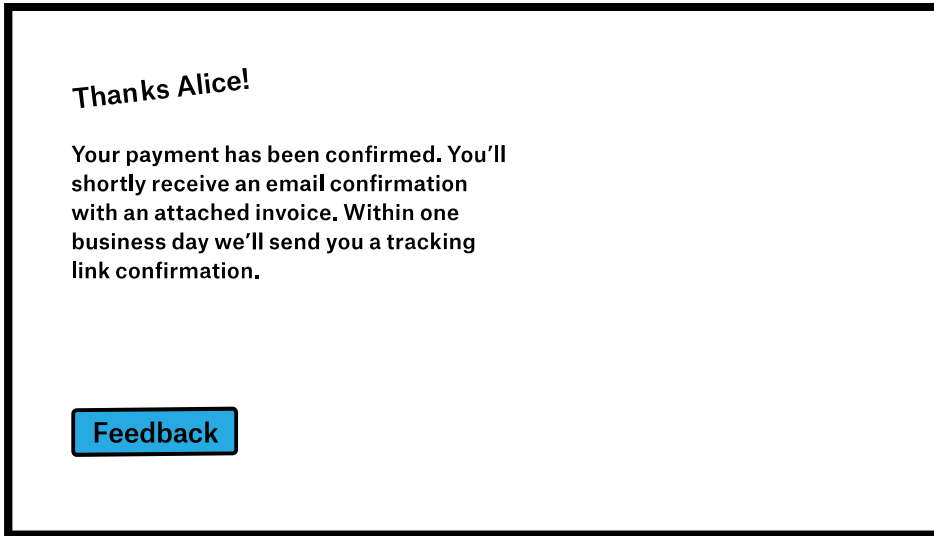 Thanks Alice!
Your payment has been confirmed. You’ll
shortly receive an email confirmation
with an attached invoice. Within one
business day we’ll send you a tracking
link confirmation.
Feedback